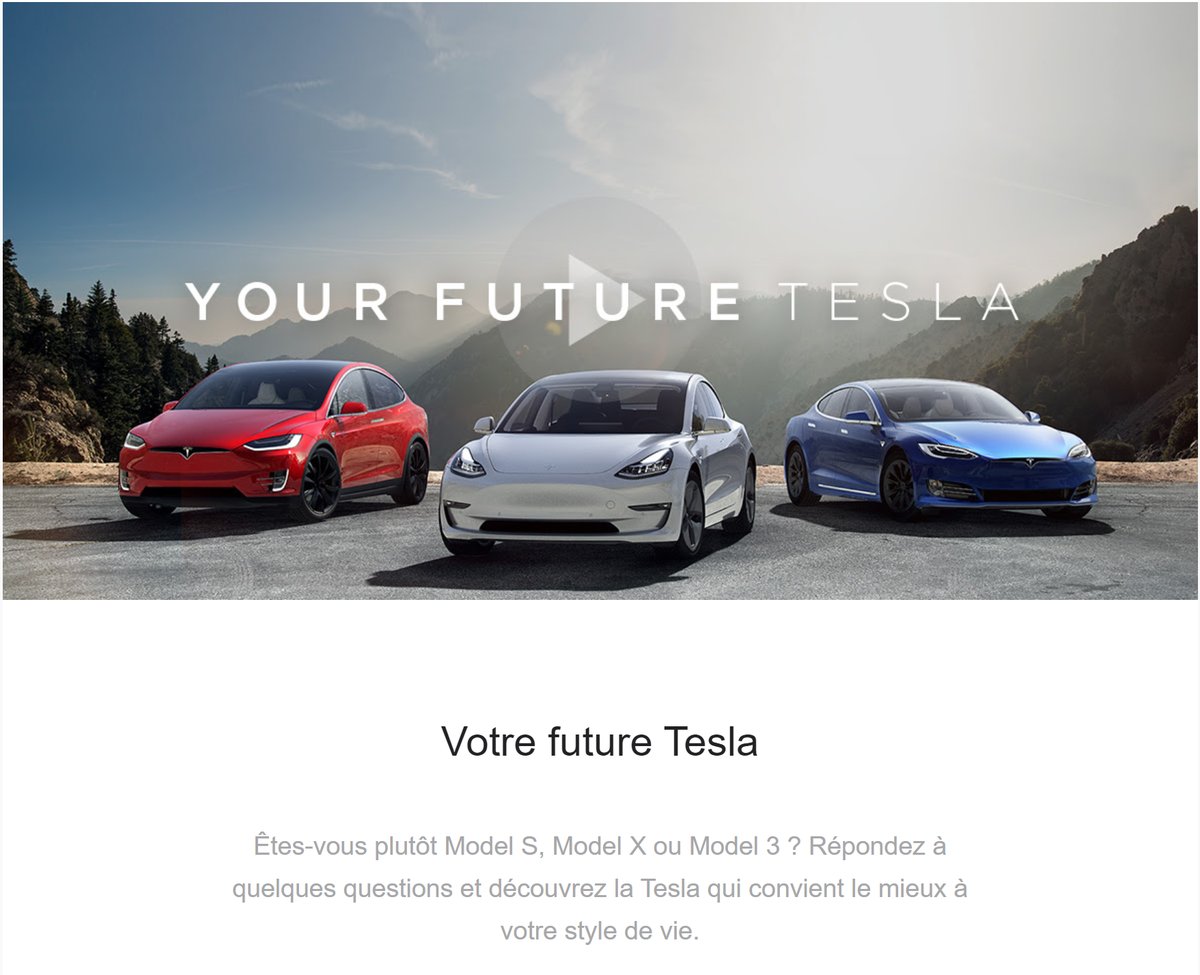 YOUR FUTURE TESLA
Votre future Tesla
Êtes-vous plutôt Model S, Model X ou Model 3 ? Répondez à
quelques questions et découvrez la Tesla qui convient le mieux à
votre style de vie.